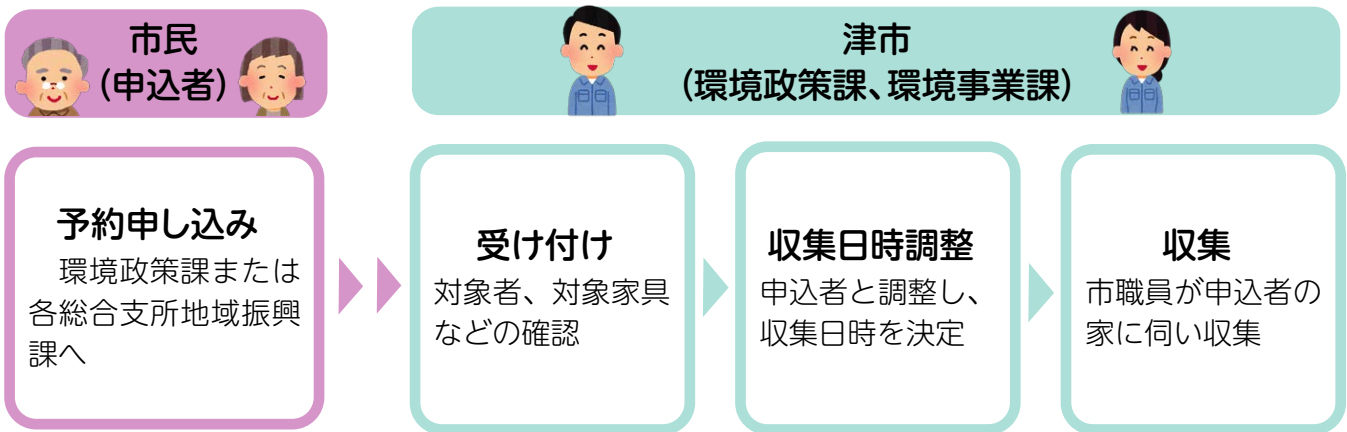 市民
(申込者)
津市
(環境政策課、環境事業課)
予約申し込み
環境政策課または
各総合支所地域振興
課へ
受け付け
対象者、対象家具
などの確認
収集日時調整
申込者と調整し、
収集日時を決定
収集
市職員が申込者の
家に伺い収集